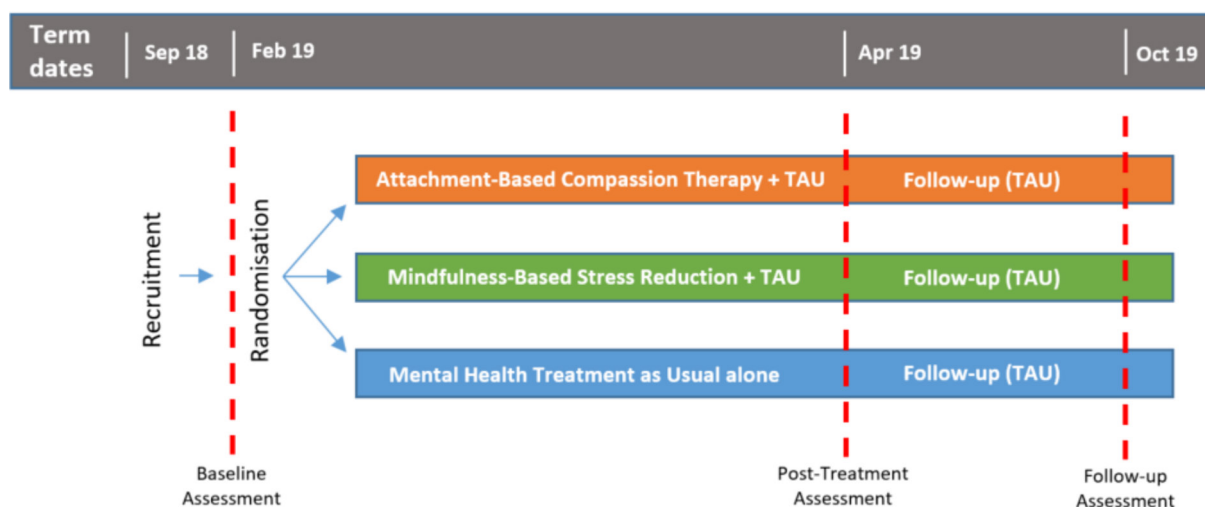 Term
dates
Sep 18
Feb 19
Apr 19
Oct 19
Recruitment
Randomisation
Attachment-Based Compassion Therapy + TAU
Follow-up (TAU)
Mindfulness-Based Stress Reduction + TAU
Follow-up (TAU)
Mental Health Treatment as Usual alone
Follow-up (TAU)
Baseline
Assessment
Post-Treatment
Assessment
Follow-up
Assessment